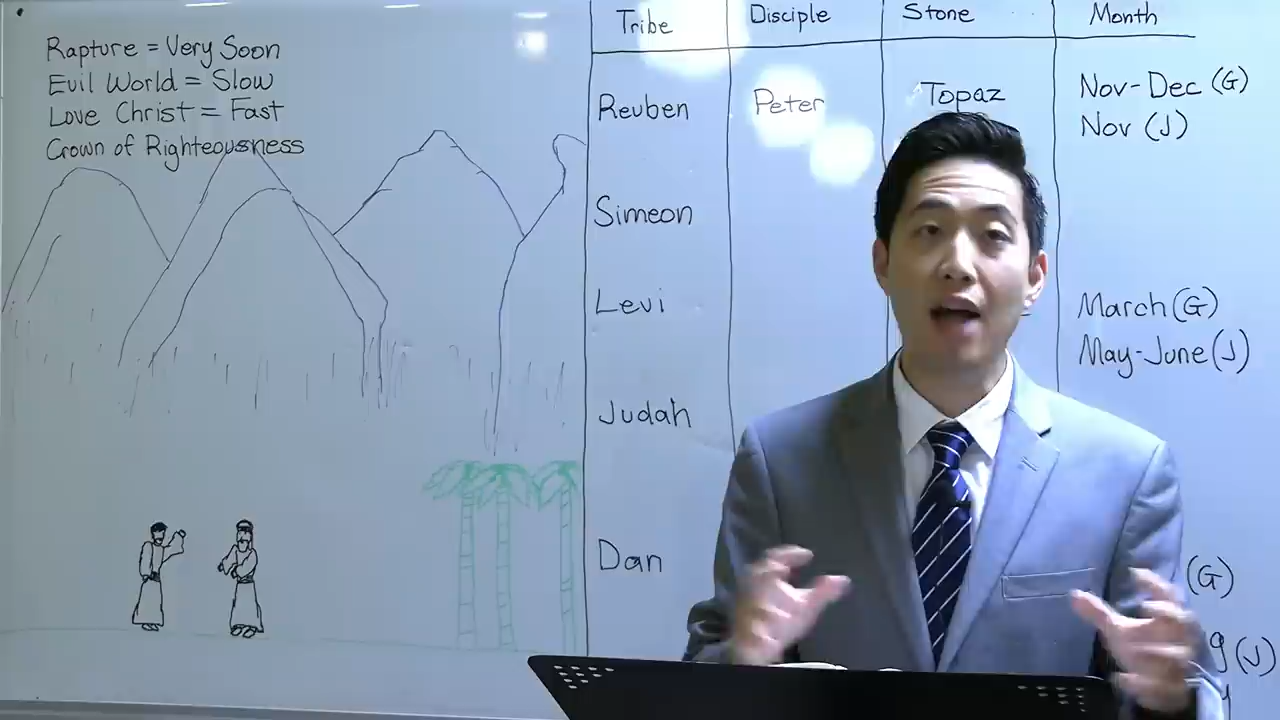 Rapture = Very Soon
Evil World = Slow
Love Christ = Fast
Crown of Righteousness
Tribe Disciple Stone Month
Reuben Peter Topaz Nov-Dec (G)
Nov (J)
Simeon
Levi March (G)
May-June (J)
Judah
Dan (G)
g (J)